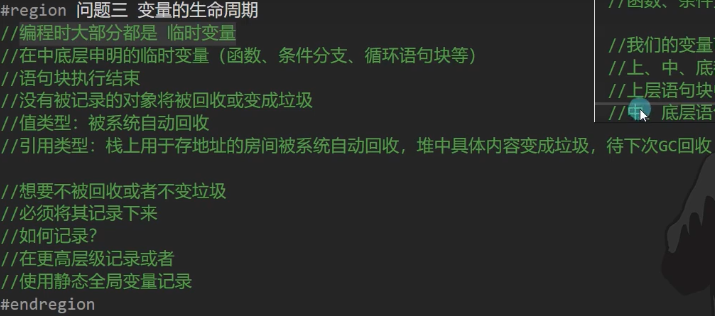 #region 问题三 变量的生命周期
//编程时大部分都是 临时变量
//在中底层申明的临时变量（函数、条件分支、循环语句块等）
//语句块执行结束
//没有被记录的对象将被回收或变成垃圾
//值类型：被系统自动回收
//引用类型：栈上用于存地址的房间被系统自动回收，堆中具体内容变成垃圾，待下次GC回收
//想要不被回收或者不变垃圾
//必须将其记录下来
//如何记录？
//在更高层级记录或者
//使用静态全局变量记录
#endregion
//函数、条件
//我们的变量
//上、中、底
//上层语句块
//中 底层语